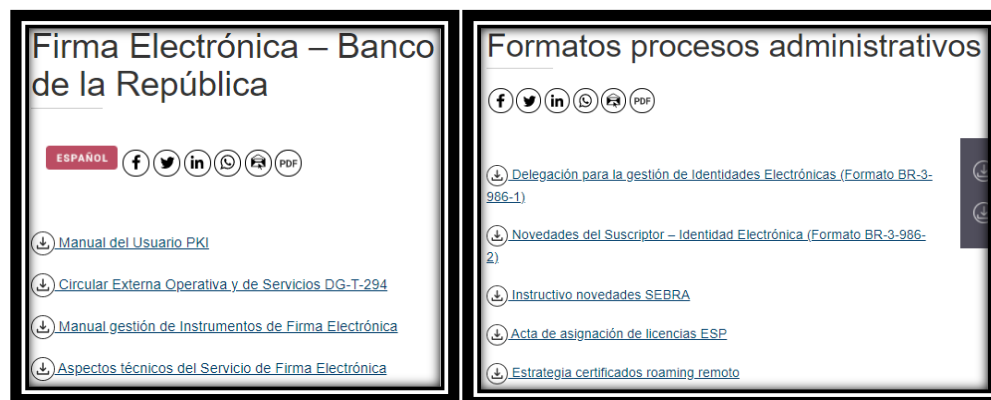 Firma Electrónica – Banco
de la República
ESPAÑOL
PDF
Manual del Usuario PKI
Circular Externa Operativa y de Servicios DG-T-294
Manual gestión de Instrumentos de Firma Electrónica
Aspectos técnicos del Servicio de Firma Electrónica
Formatos procesos administrativos
PDF
Delegación para la gestión de Identidades Electrónicas (Formato BR-3-
986-1)
Novedades del Suscriptor – Identidad Electrónica (Formato BR-3-986-
2)
Instructivo novedades SEBRA
Acta de asignación de licencias ESP
Estrategia certificados roaming remoto